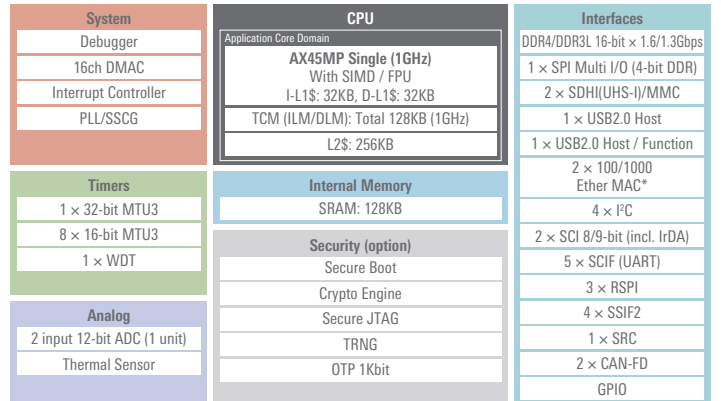 System
Debugger
16ch DMAC
Interrupt Controller
PLL/SSCG
Timers
1 × 32-bit MTU3
8 × 16-bit MTU3
1 × WDT
Analog
2 input 12-bit ADC (1 unit)
Thermal Sensor
CPU
Application Core Domain
AX45MP Single (1GHz)
With SIMD / FPU
I-L1$: 32KB, D-L1$: 32KB
TCM (ILM/DLM): Total 128KB (1GHz)
L2$: 256KB
Internal Memory
SRAM: 128KB
Security (option)
Secure Boot
Crypto Engine
Secure JTAG
TRNG
OTP 1Kbit
Interfaces
DDR4/DDR3L 16-bit × 1.6/1.3Gbps
1 × SPI Multi I/O (4-bit DDR)
2 × SDHI(UHS-I)/MMC
1 × USB2.0 Host
1 × USB2.0 Host / Function
2 × 100/1000
Ether MAC*
4 × I²C
2 × SCI 8/9-bit (incl. IrDA)
5 × SCIF (UART)
3 × RSPI
4 × SSIF2
1 × SRC
2 × CAN-FD
GPIO